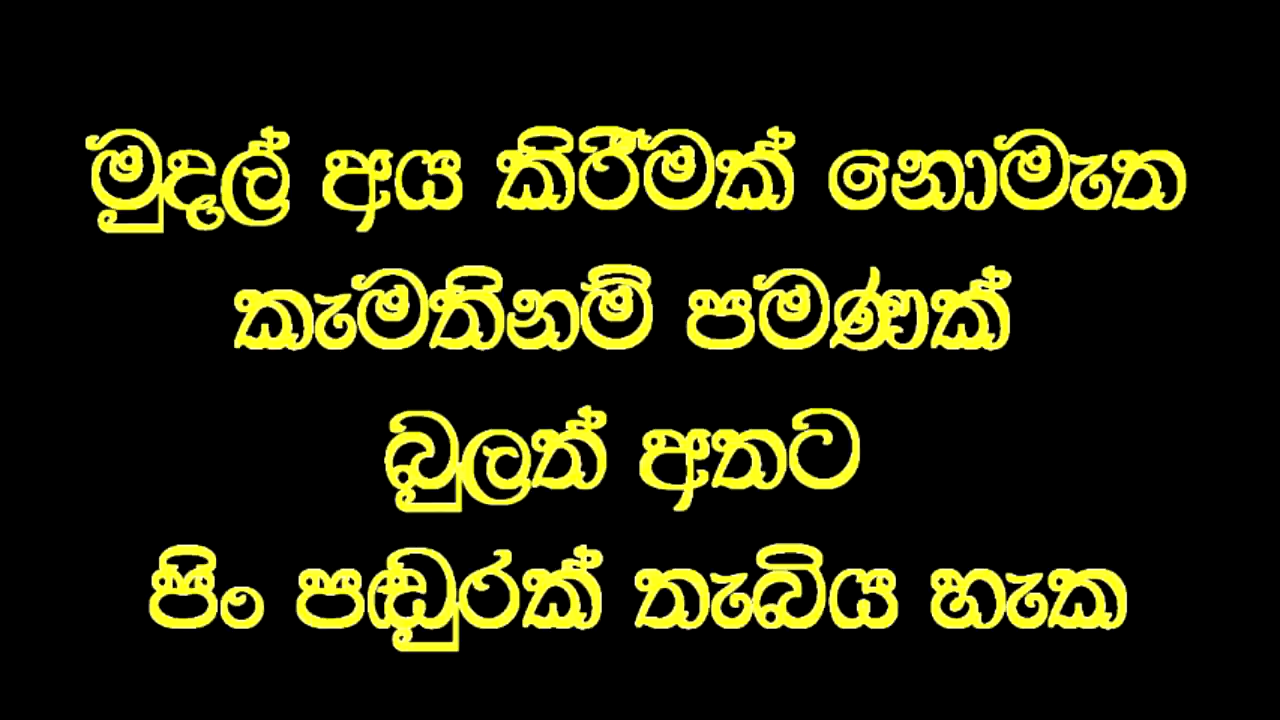 මුදල් අය කිරීමක් නොමැත
කැමතිනම් පමණක්
බුලත් අතට
පිං පඬුරක් තැබිය හැක